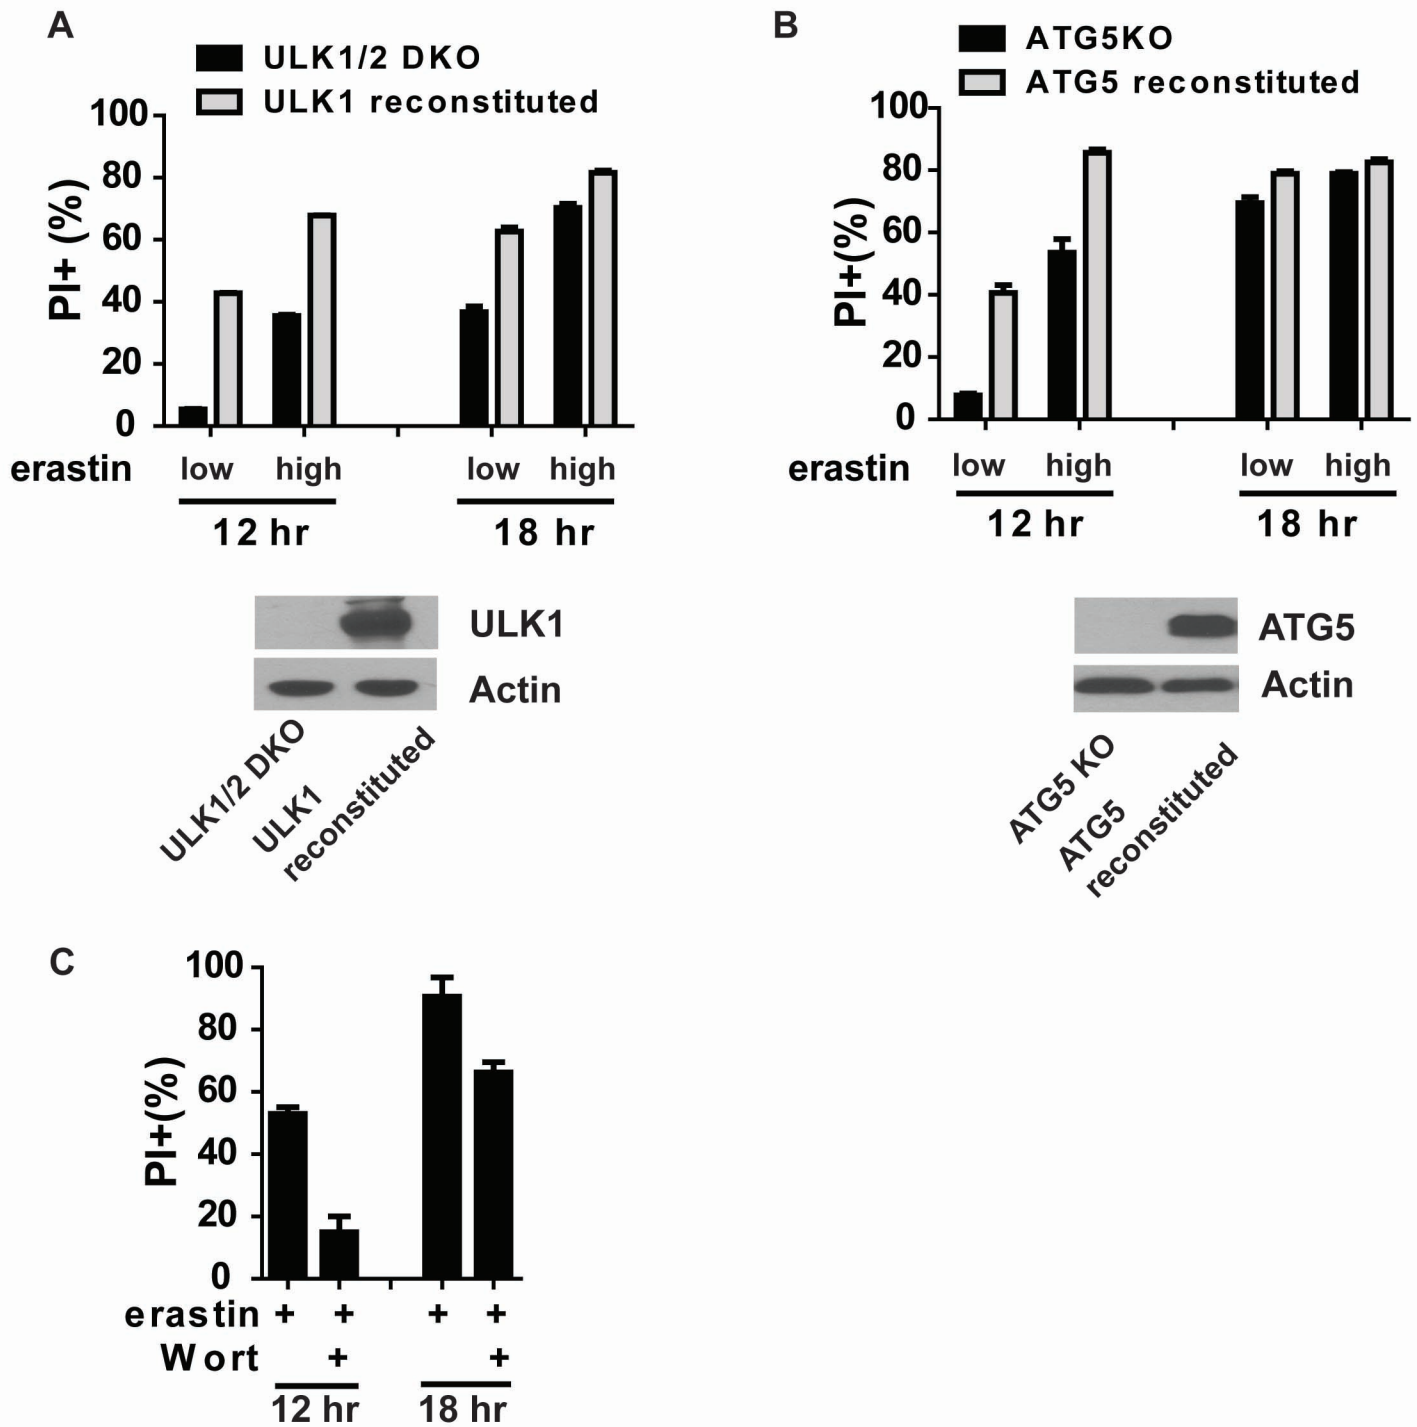 A
ULK1/2 DKO
ULK1 reconstituted
100
80
60
40
20
0
PI+ (%)
erastin low high low high
12 hr 18 hr
ULK1
Actin
ULK1/2 DKO
ULK1
reconstituted
B
ATG5KO
ATG5 reconstituted
100
80
60
40
20
0
PI+(%)
erastin low high low high
12 hr 18 hr
ATG5
Actin
ATG5 KO
ATG5
reconstituted
C
100
80
60
40
20
0
PI+(%)
erastin + + + +
Wort + +
12 hr 18 hr